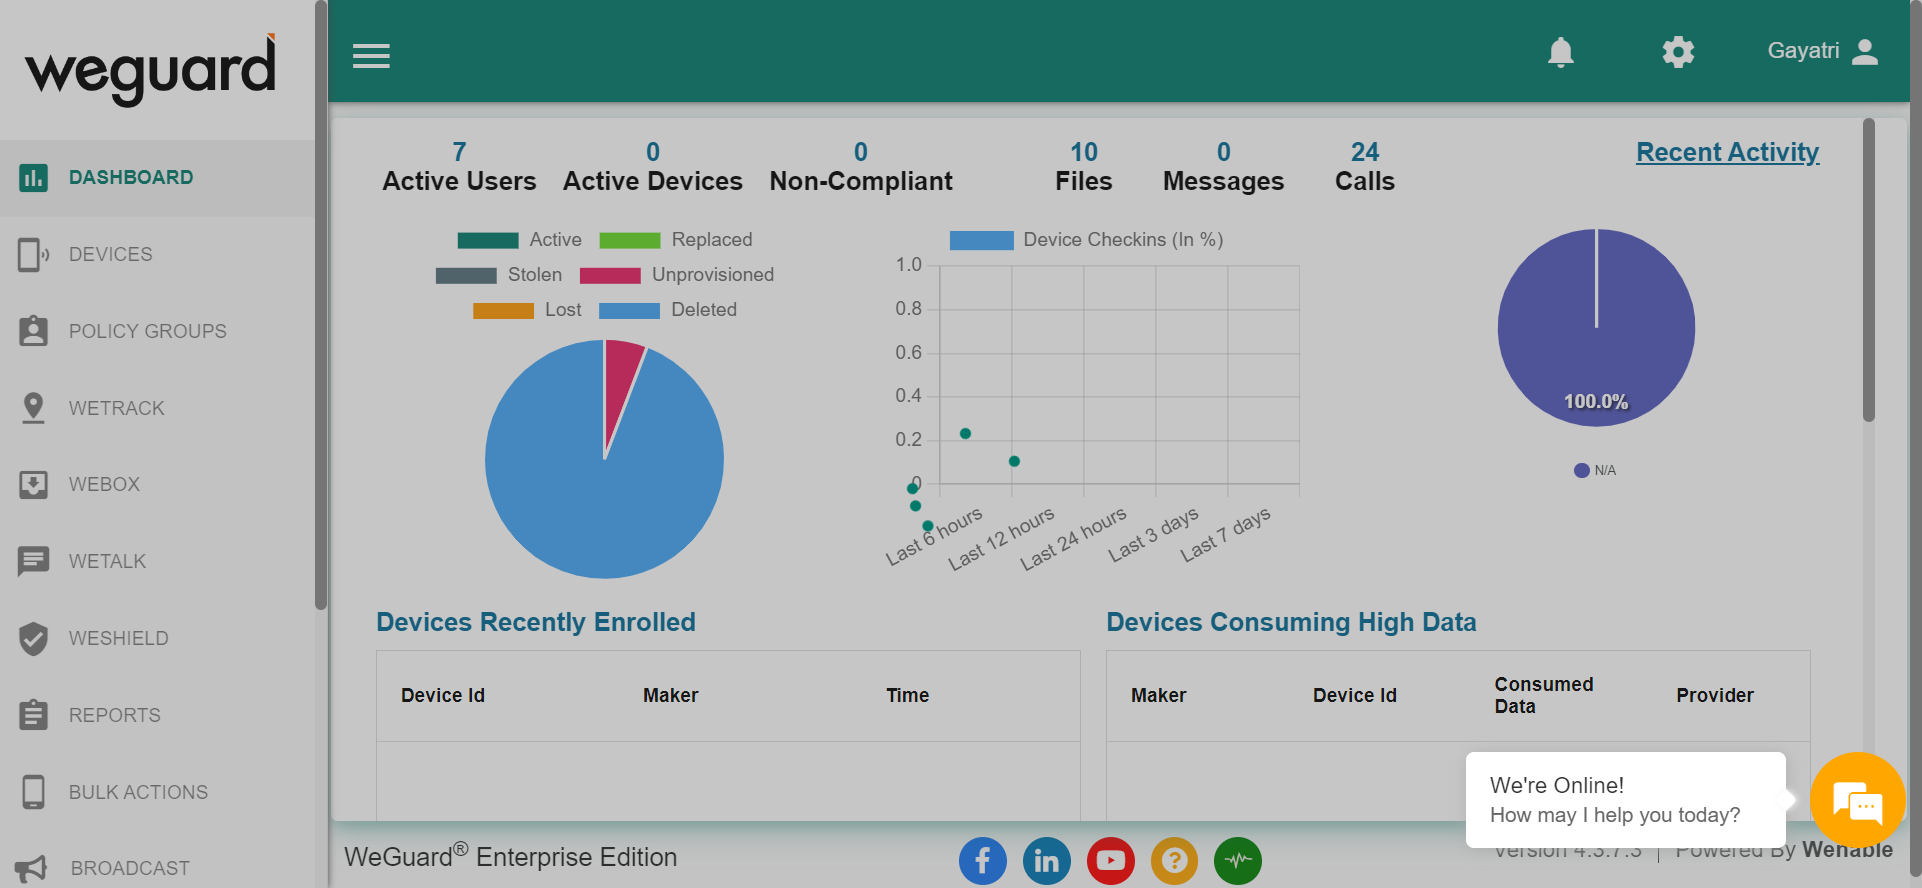 weguard
Gayatri
DASHBOARD
DEVICES
POLICY GROUPS
WETRACK
WEBOX
WETALK
WESHIELD
REPORTS
BULK ACTIONS
BROADCAST
7
Active Users
0
Active Devices
0
Non-Compliant
10
Files
0
Messages
24
Calls
Recent Activity
Active Replaced
Stolen Unprovisioned
Lost Deleted
Device Checkins (In %)
1.0
0.8
0.6
0.4
0.2
0
Last 6 hours
Last 12 hours
Last 24 hours
Last 3 days
Last 7 days
100.0%
N/A
Devices Recently Enrolled
Device Id Maker Time
Devices Consuming High Data
Maker Device Id Consumed Data Provider
We're Online!
How may I help you today?
WeGuard® Enterprise Edition
Version 4.3.7.3 | Powered By Wenable